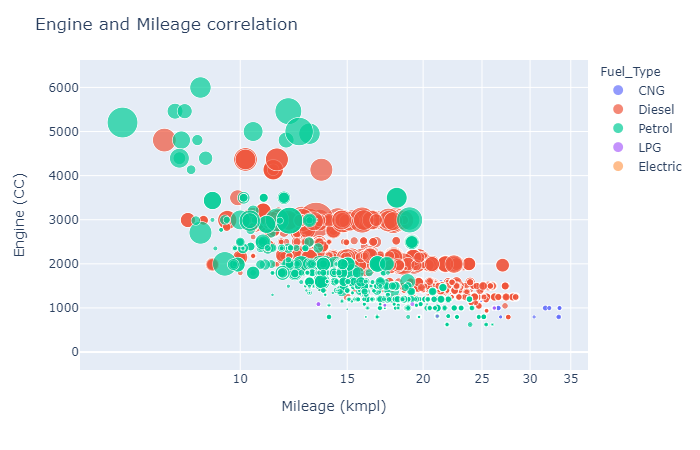 Engine and Mileage correlation
Fuel_Type
CNG
Diesel
Petrol
LPG
Electric
Engine (CC)
6000
5000
4000
3000
2000
1000
0
10
15
20
25
30
35
Mileage (kmpl)